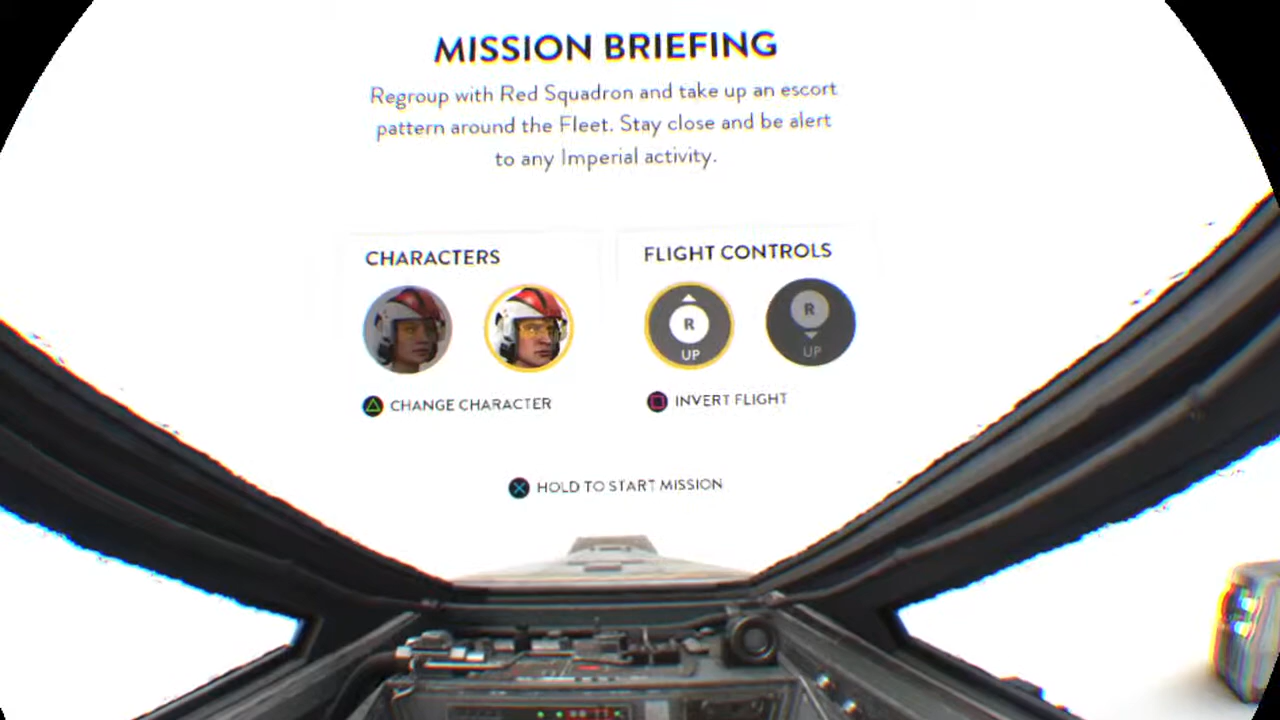 MISSION BRIEFING
Regroup with Red Squadron and take up an escort
pattern around the Fleet. Stay close and be alert
to any Imperial activity.
CHARACTERS
FLIGHT CONTROLS
R
UP
R
UP
CHANGE CHARACTER
INVERT FLIGHT
HOLD TO START MISSION